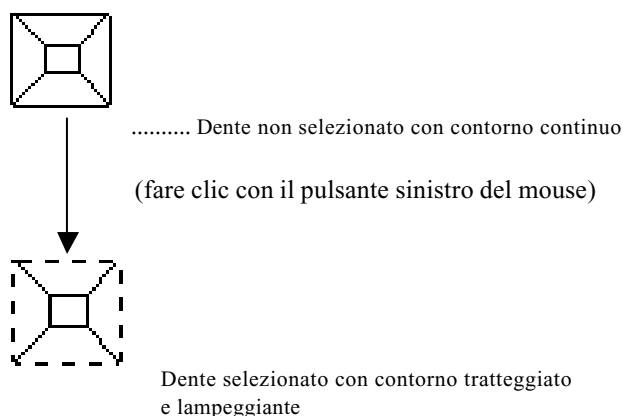 .......... Dente non selezionato con contorno continuo
(fare clic con il pulsante sinistro del mouse)
Dente selezionato con contorno tratteggiato
e lampeggiante